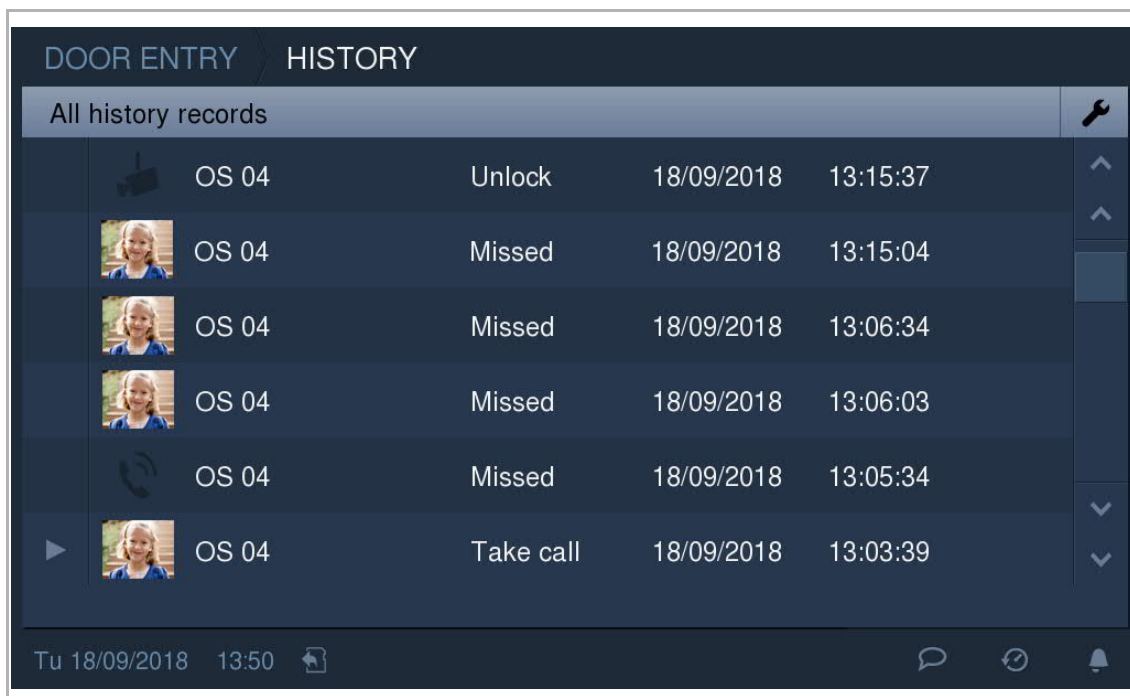 DOOR ENTRY HISTORY
All history records
OS 04 Unlock 18/09/2018 13:15:37
OS 04 Missed 18/09/2018 13:15:04
OS 04 Missed 18/09/2018 13:06:34
OS 04 Missed 18/09/2018 13:06:03
OS 04 Missed 18/09/2018 13:05:34
OS 04 Take call 18/09/2018 13:03:39
Tu 18/09/2018 13:50